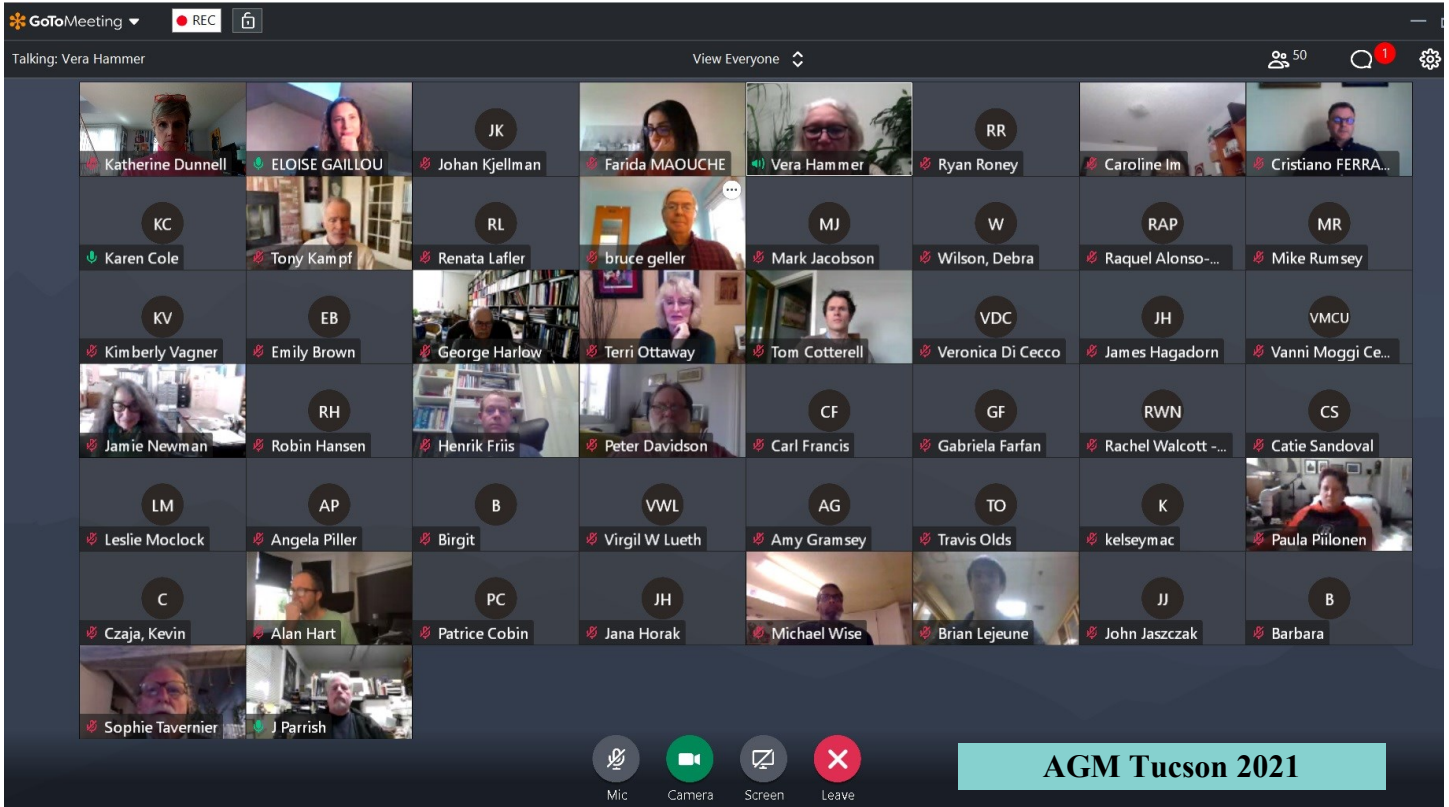 GoToMeeting REC
Talking: Vera Hammer View Everyone 50 1
Katherine Dunnell ELOISE GAILLOU JK Johan Kjellman Farida MAOUCHE Vera Hammer RR Ryan Roney Caroline Im Cristiano FERRA...
KC Karen Cole Tony Kampf RL Renata Lafler bruce geller MJ Mark Jacobson W Wilson, Debra RAP Raquel Alonso-... MR Mike Rumsey
KV Kimberly Vagner EB Emily Brown George Harlow Terri Ottaway Tom Cotterell VDC Veronica Di Cecco JH James Hagadorn VMCU Vanni Moggi Ce...
Jamie Newman RH Robin Hansen Henrik Friis Peter Davidson CF Carl Francis GF Gabriela Farfan RWN Rachel Walcott -... CS Catie Sandoval
LM Leslie Moclock AP Angela Piller B Birgit VWL Virgil W Lueth AG Amy Gramsey TO Travis Olds K kelseymac Paula Piilonen
C Czaja, Kevin Alan Hart PC Patrice Cobin JH Jana Horak Michael Wise Brian Lejeune JJ John Jaszczak B Barbara
Sophie Tavernier J Parrish
Mic Camera Screen Leave
AGM Tucson 2021